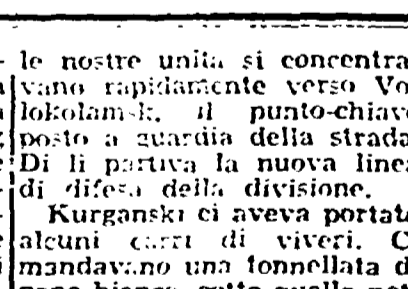 le nostre unità si concentra
vano rapidamente verso Vo
lokolamsk, il punto-chiave
posto a guardia della strada
Di lì partiva la nuova linea
di difesa della divisione.
Kurganski ci aveva portato
alcuni carri di viveri. C
mandavano una tonnellata d